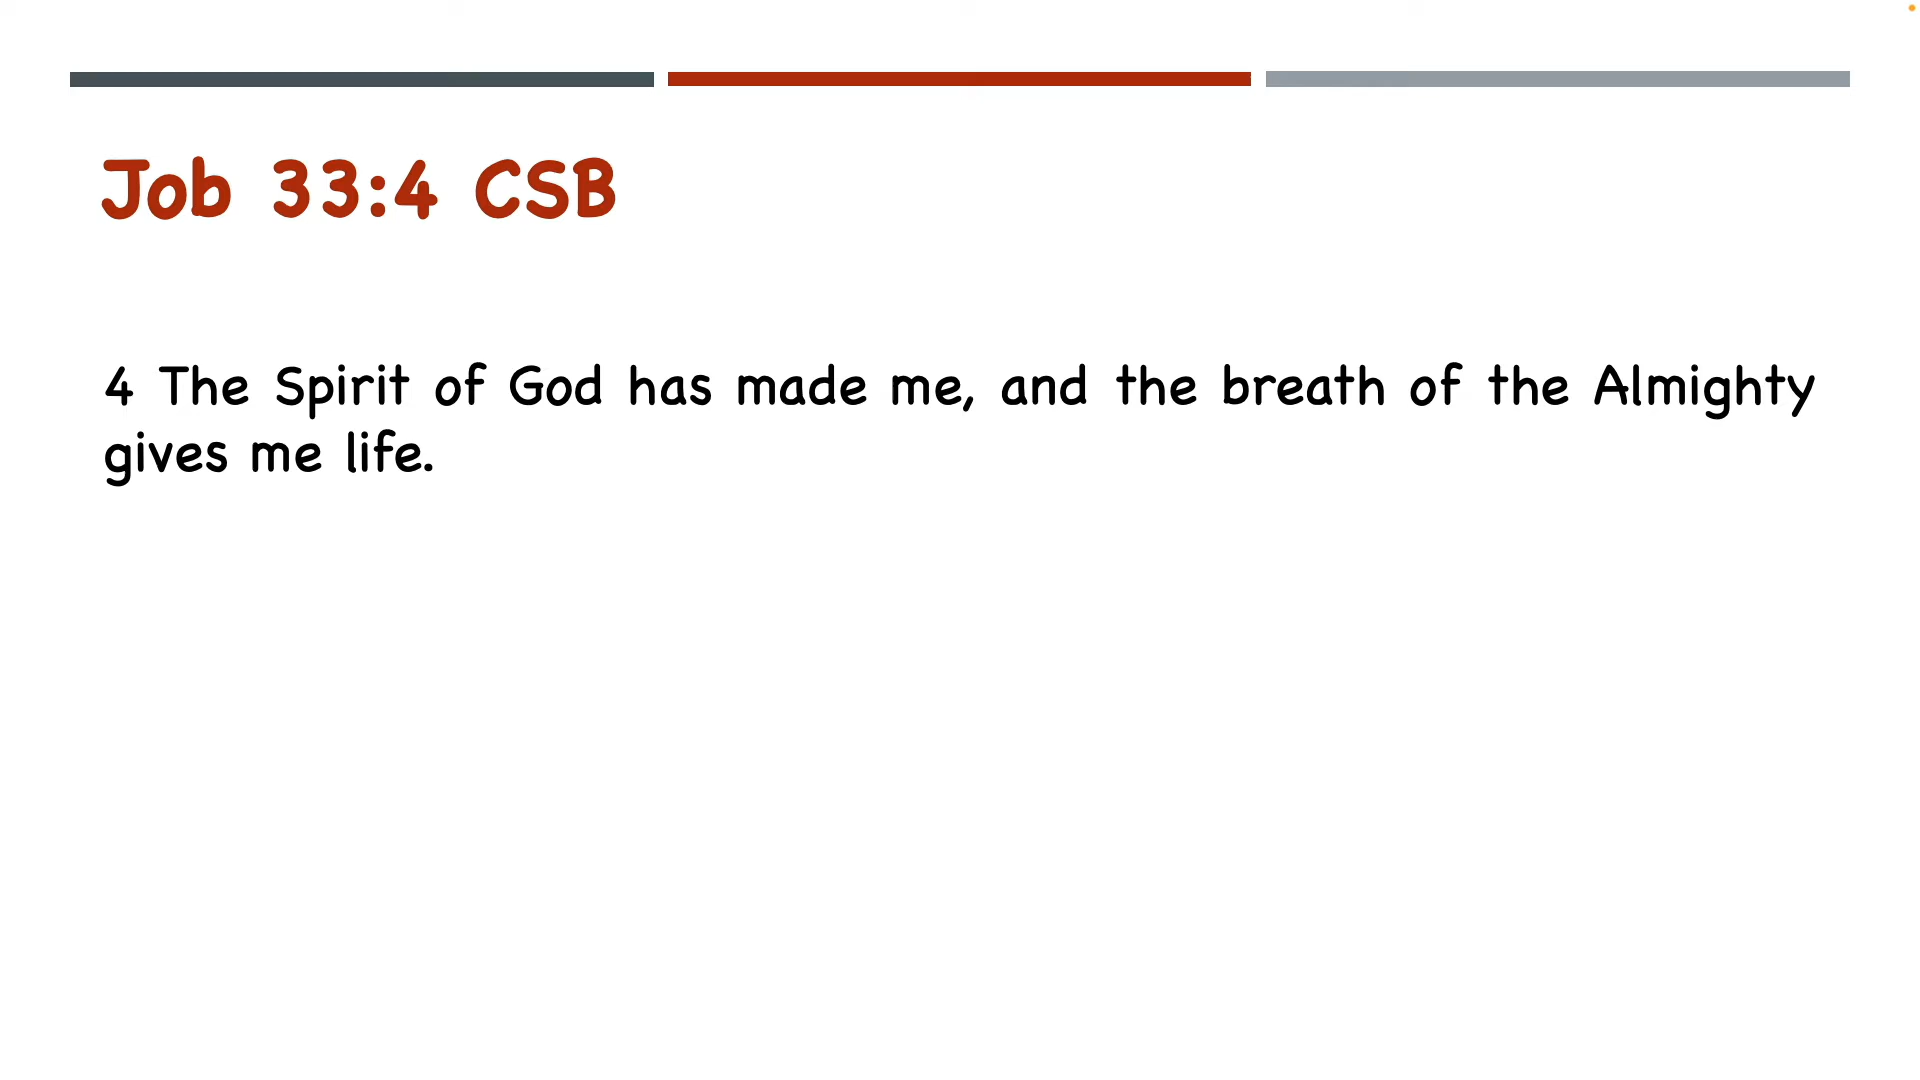 Job 33:4 CSB
4 The Spirit of God has made me, and the breath of the Almighty
gives me life.